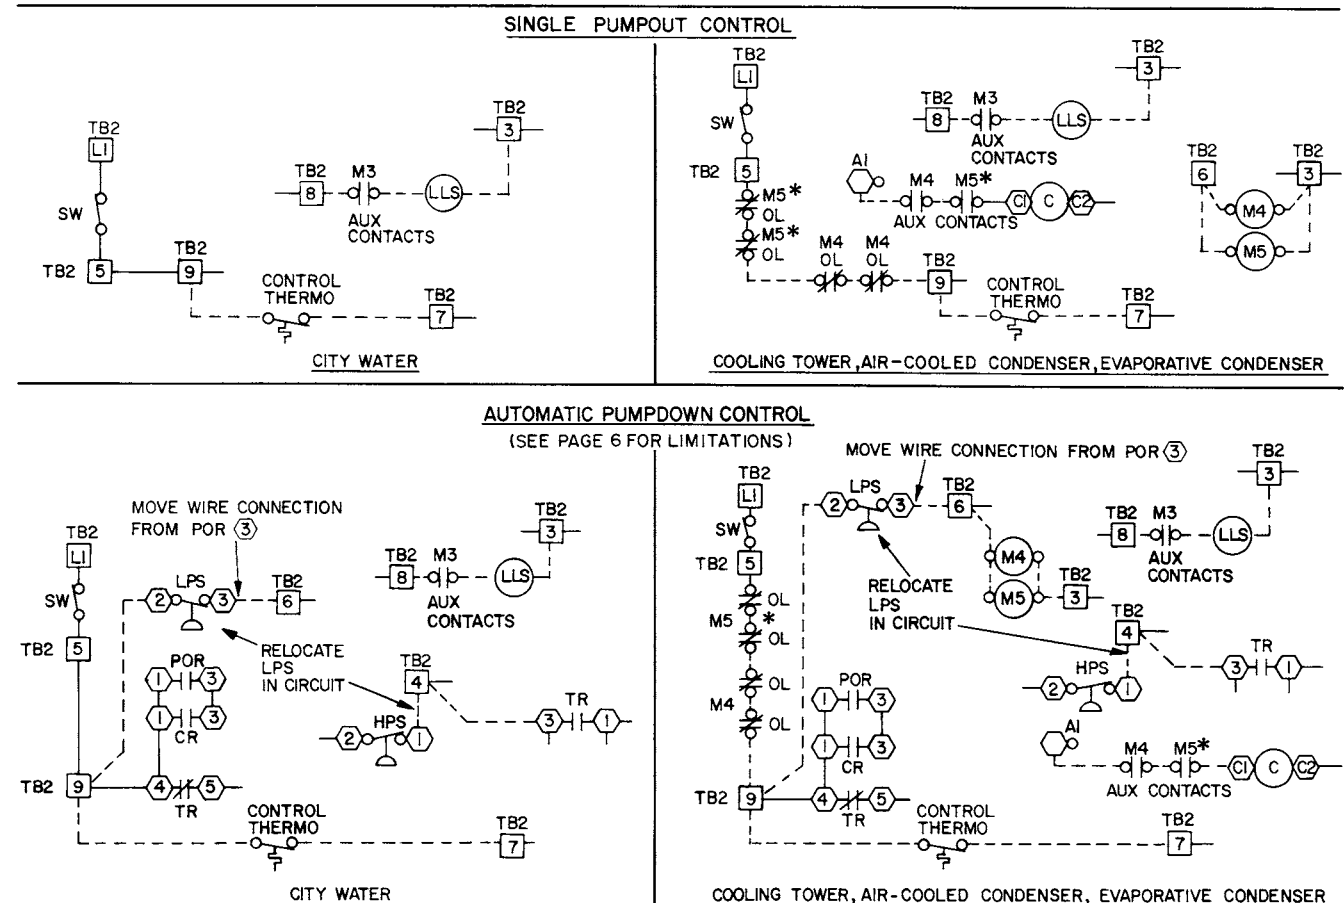 SINGLE PUMPOUT CONTROL
TB2
L1
SW
TB2 5
TB2
9
CONTROL
THERMO
TB2
7
TB2
8
M3
AUX
CONTACTS
LLS
TB2
3
CITY WATER
TB2
L1
SW
TB2 5
M5*
OL
M5*
OL
M4
OL
M4
OL
TB2
9
CONTROL
THERMO
TB2
7
TB2
8
M3
AUX
CONTACTS
LLS
TB2
3
A1
M4
M5*
AUX CONTACTS
C1
C
C2
TB2
6
TB2
3
M4
M5
COOLING TOWER, AIR-COOLED CONDENSER, EVAPORATIVE CONDENSER
AUTOMATIC PUMPDOWN CONTROL
(SEE PAGE 6 FOR LIMITATIONS)
MOVE WIRE CONNECTION
FROM POR 3
TB2
L1
SW
TB2 5
2
LPS
3
TB2
6
RELOCATE
LPS
IN CIRCUIT
POR
1
3
1
3
CR
TB2 9
4
5
TR
CONTROL
THERMO
TB2
7
TB2
8
M3
AUX
CONTACTS
LLS
TB2
3
TB2
4
HPS
2
1
TR
3
1
CITY WATER
MOVE WIRE CONNECTION FROM POR 3
TB2
L1
SW
TB2 5
OL
M5 *
OL
OL
M4
OL
TB2 9
2
LPS
3
TB2
6
M4
M5
TB2
3
RELOCATE
LPS
IN CIRCUIT
POR
1
3
1
3
CR
4
5
TR
CONTROL
THERMO
TB2
7
TB2
8
M3
AUX
CONTACTS
LLS
TB2
3
TB2
4
HPS
2
1
TR
3
1
A1
M4
M5*
AUX CONTACTS
C1
C
C2
COOLING TOWER, AIR-COOLED CONDENSER, EVAPORATIVE CONDENSER